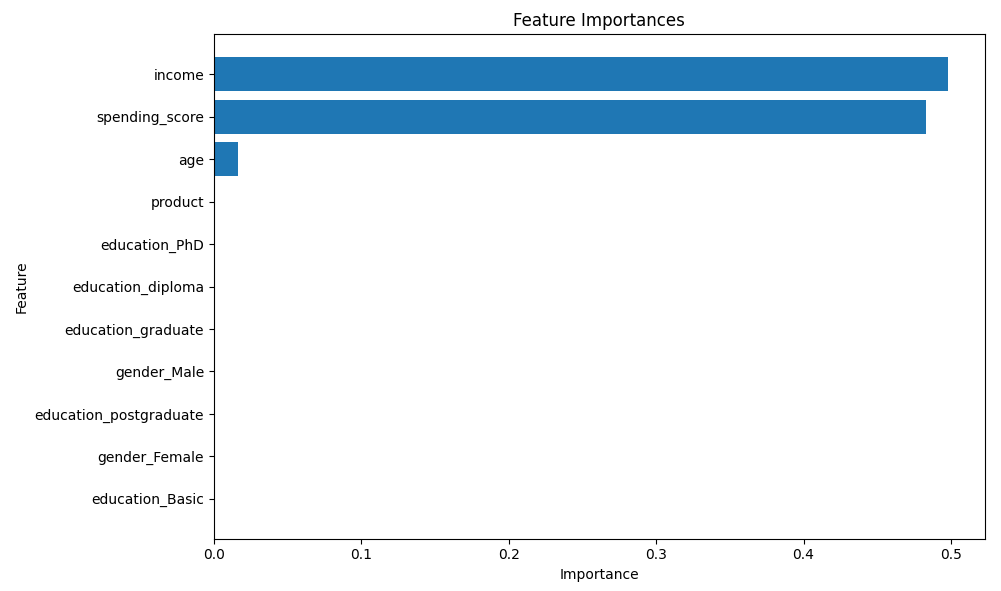 Feature Importances
Feature
income
spending_score
age
product
education_PhD
education_diploma
education_graduate
gender_Male
education_postgraduate
gender_Female
education_Basic
0.0 0.1 0.2 0.3 0.4 0.5
Importance